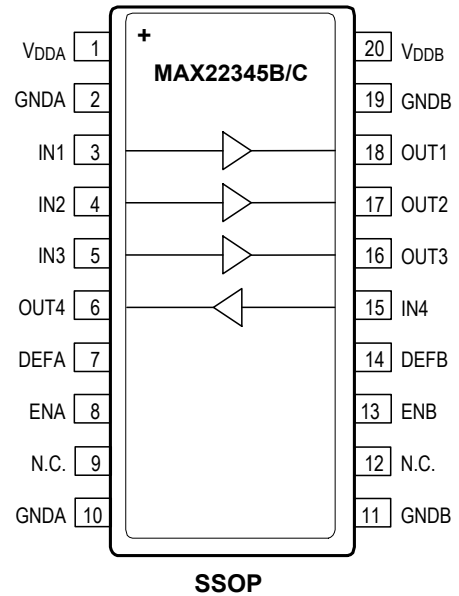 +
MAX22345B/C
VDDA 1 20 VDDB
GNDA 2 19 GNDB
IN1 3 18 OUT1
IN2 4 17 OUT2
IN3 5 16 OUT3
OUT4 6 15 IN4
DEFA 7 14 DEFB
ENA 8 13 ENB
N.C. 9 12 N.C.
GNDA 10 11 GNDB
SSOP